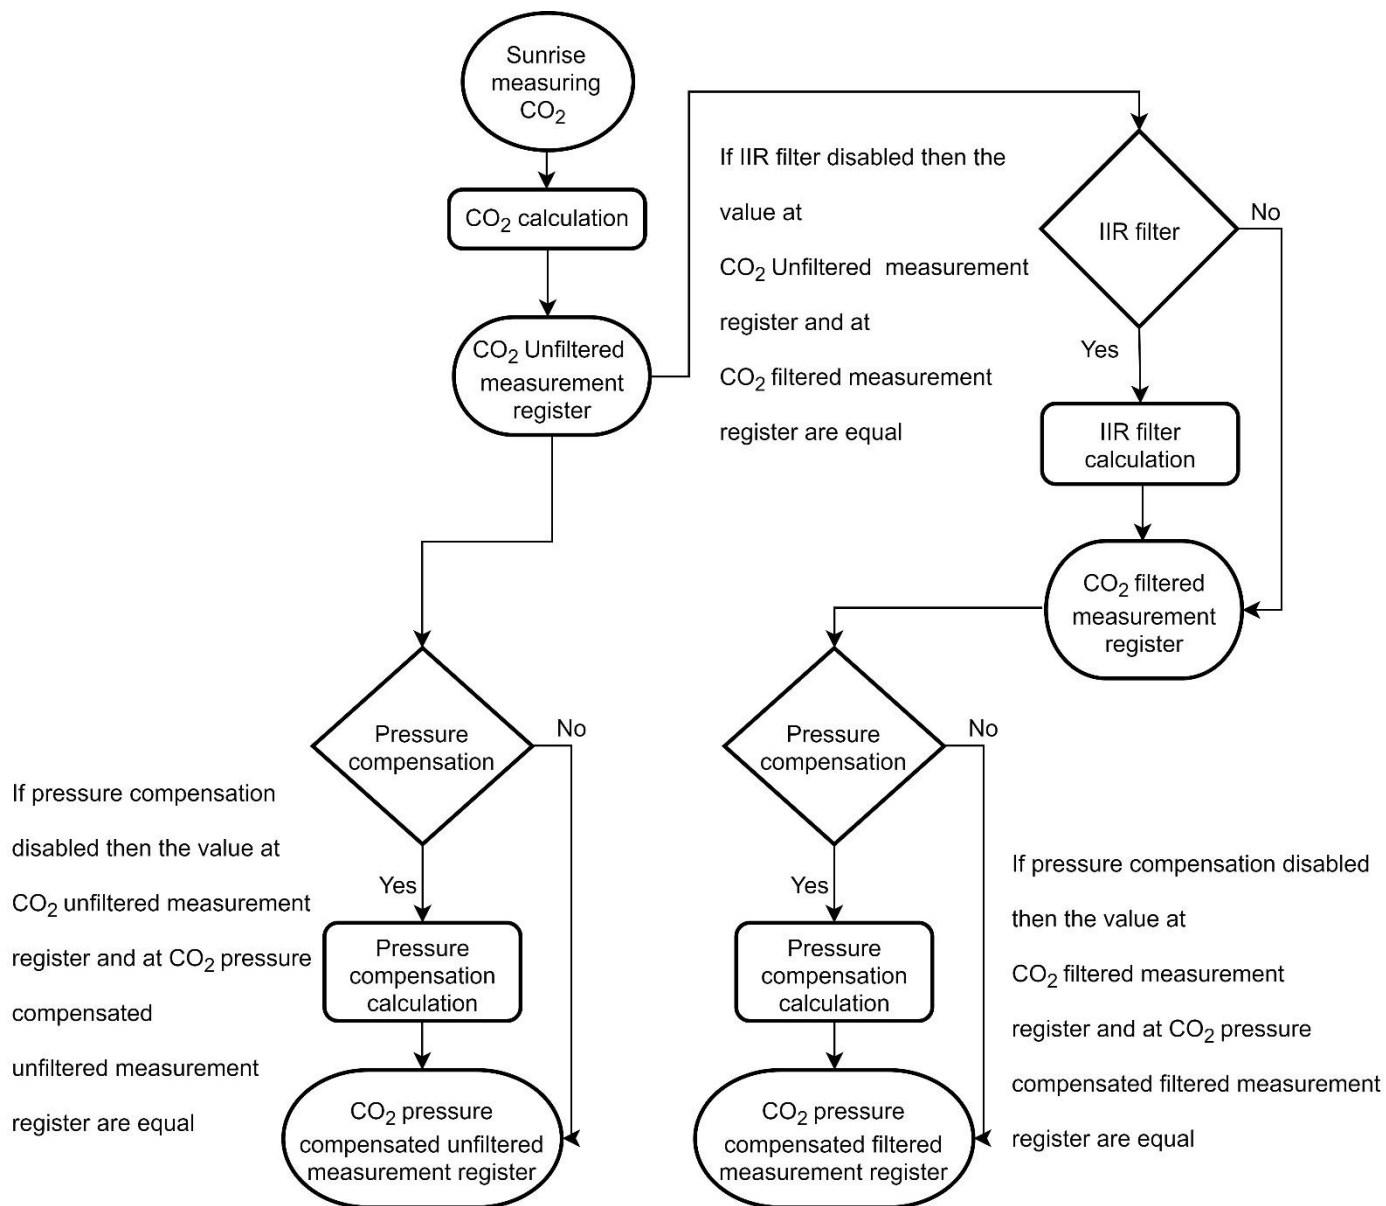 Sunrise
measuring
CO₂
CO₂ calculation
CO₂ Unfiltered
measurement
register
If IIR filter disabled then the
value at
CO₂ Unfiltered measurement
register and at
CO₂ filtered measurement
register are equal
IIR filter
No
Yes
IIR filter
calculation
CO₂ filtered
measurement
register
Pressure
compensation
No
Yes
Pressure
compensation
calculation
CO₂ pressure
compensated unfiltered
measurement register
If pressure compensation
disabled then the value at
CO₂ unfiltered measurement
register and at CO₂ pressure
compensated
unfiltered measurement
register are equal
Pressure
compensation
No
Yes
Pressure
compensation
calculation
CO₂ pressure
compensated filtered
measurement register
If pressure compensation disabled
then the value at
CO₂ filtered measurement
register and at CO₂ pressure
compensated filtered measurement
register are equal